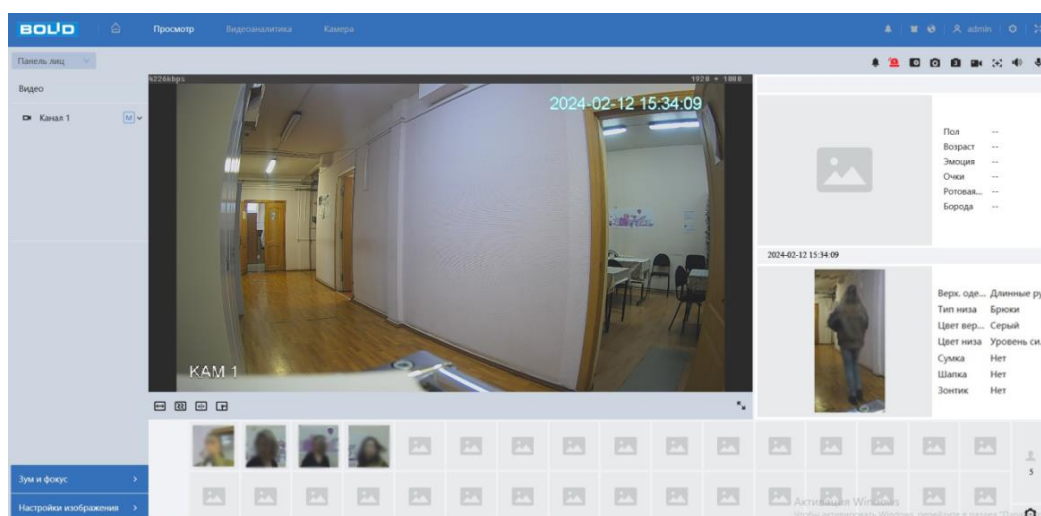 BOLID
Просмотр
Видеоаналитика
Камера
admin
Панель лиц
Видео
Канал 1
M
4226kbps
1920 * 1080
2024-02-12 15:34:09
КАМ 1
Пол --
Возраст --
Эмоция --
Очки --
Ротовая... --
Борода --
2024-02-12 15:34:09
Верх. оде... Длинные ру
Тип низа Брюки
Цвет вер... Серый
Цвет низа Уровень си.
Сумка Нет
Шапка Нет
Зонтик Нет
5
Зум и фокус
Настройки изображения
Активация Windows